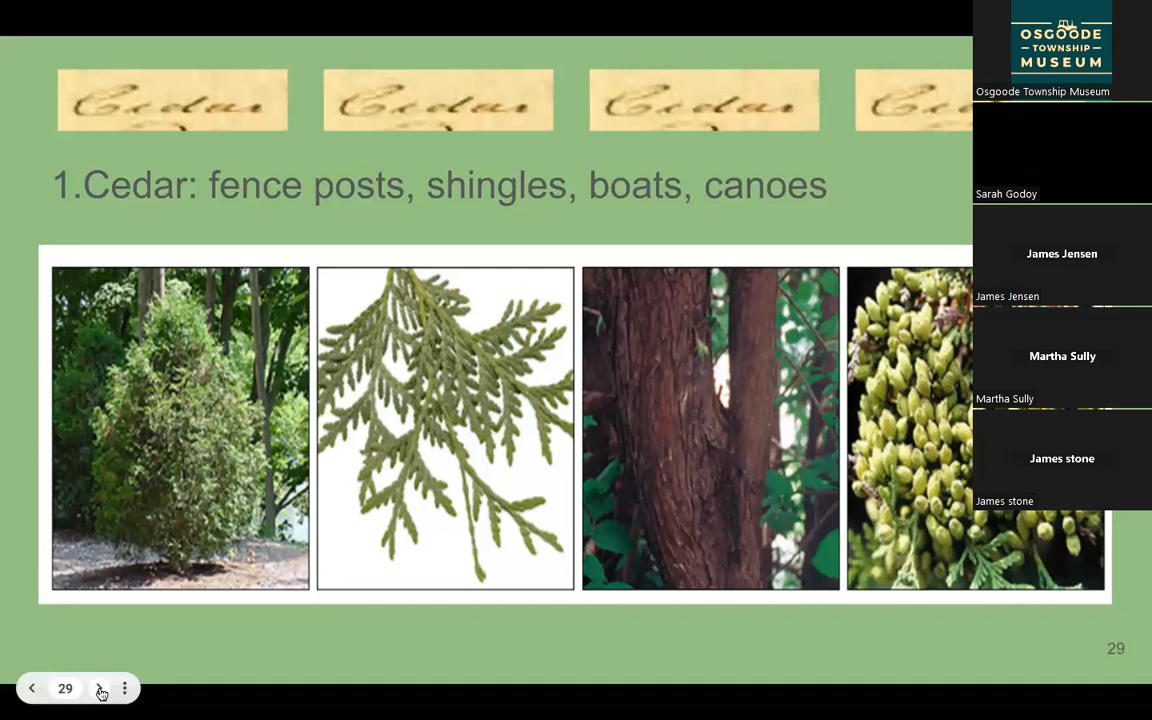 Cedar Cedar Cedar
1.Cedar: fence posts, shingles, boats, canoes
29
29
OSGOODE
TOWNSHIP
MUSEUM
Osgoode Township Museum
Sarah Godoy
James Jensen
James Jensen
Martha Sully
Martha Sully
James stone
James stone